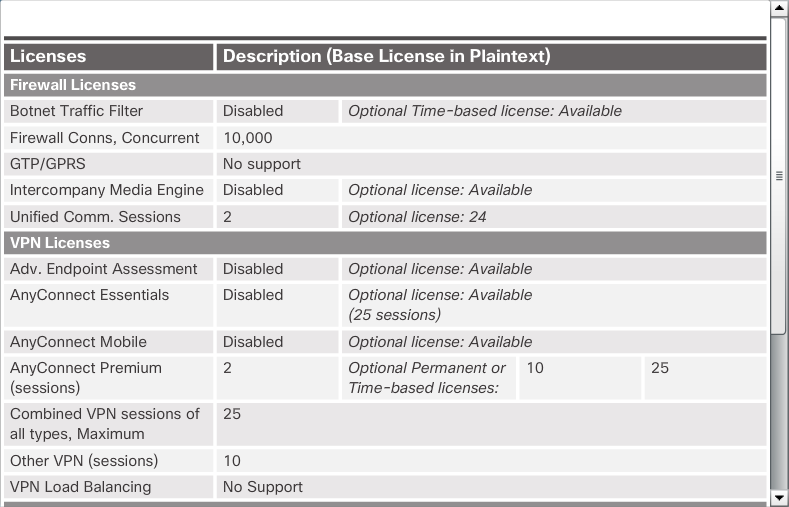 Licenses Description (Base License in Plaintext)
Firewall Licenses
Botnet Traffic Filter Disabled Optional Time-based license: Available
Firewall Conns, Concurrent 10,000
GTP/GPRS No support
Intercompany Media Engine Disabled Optional license: Available
Unified Comm. Sessions 2 Optional license: 24
VPN Licenses
Adv. Endpoint Assessment Disabled Optional license: Available
AnyConnect Essentials Disabled Optional license: Available
(25 sessions)
AnyConnect Mobile Disabled Optional license: Available
AnyConnect Premium 2 Optional Permanent or 10 25
(sessions) Time-based licenses:
Combined VPN sessions of 25
all types, Maximum
Other VPN (sessions) 10
VPN Load Balancing No Support